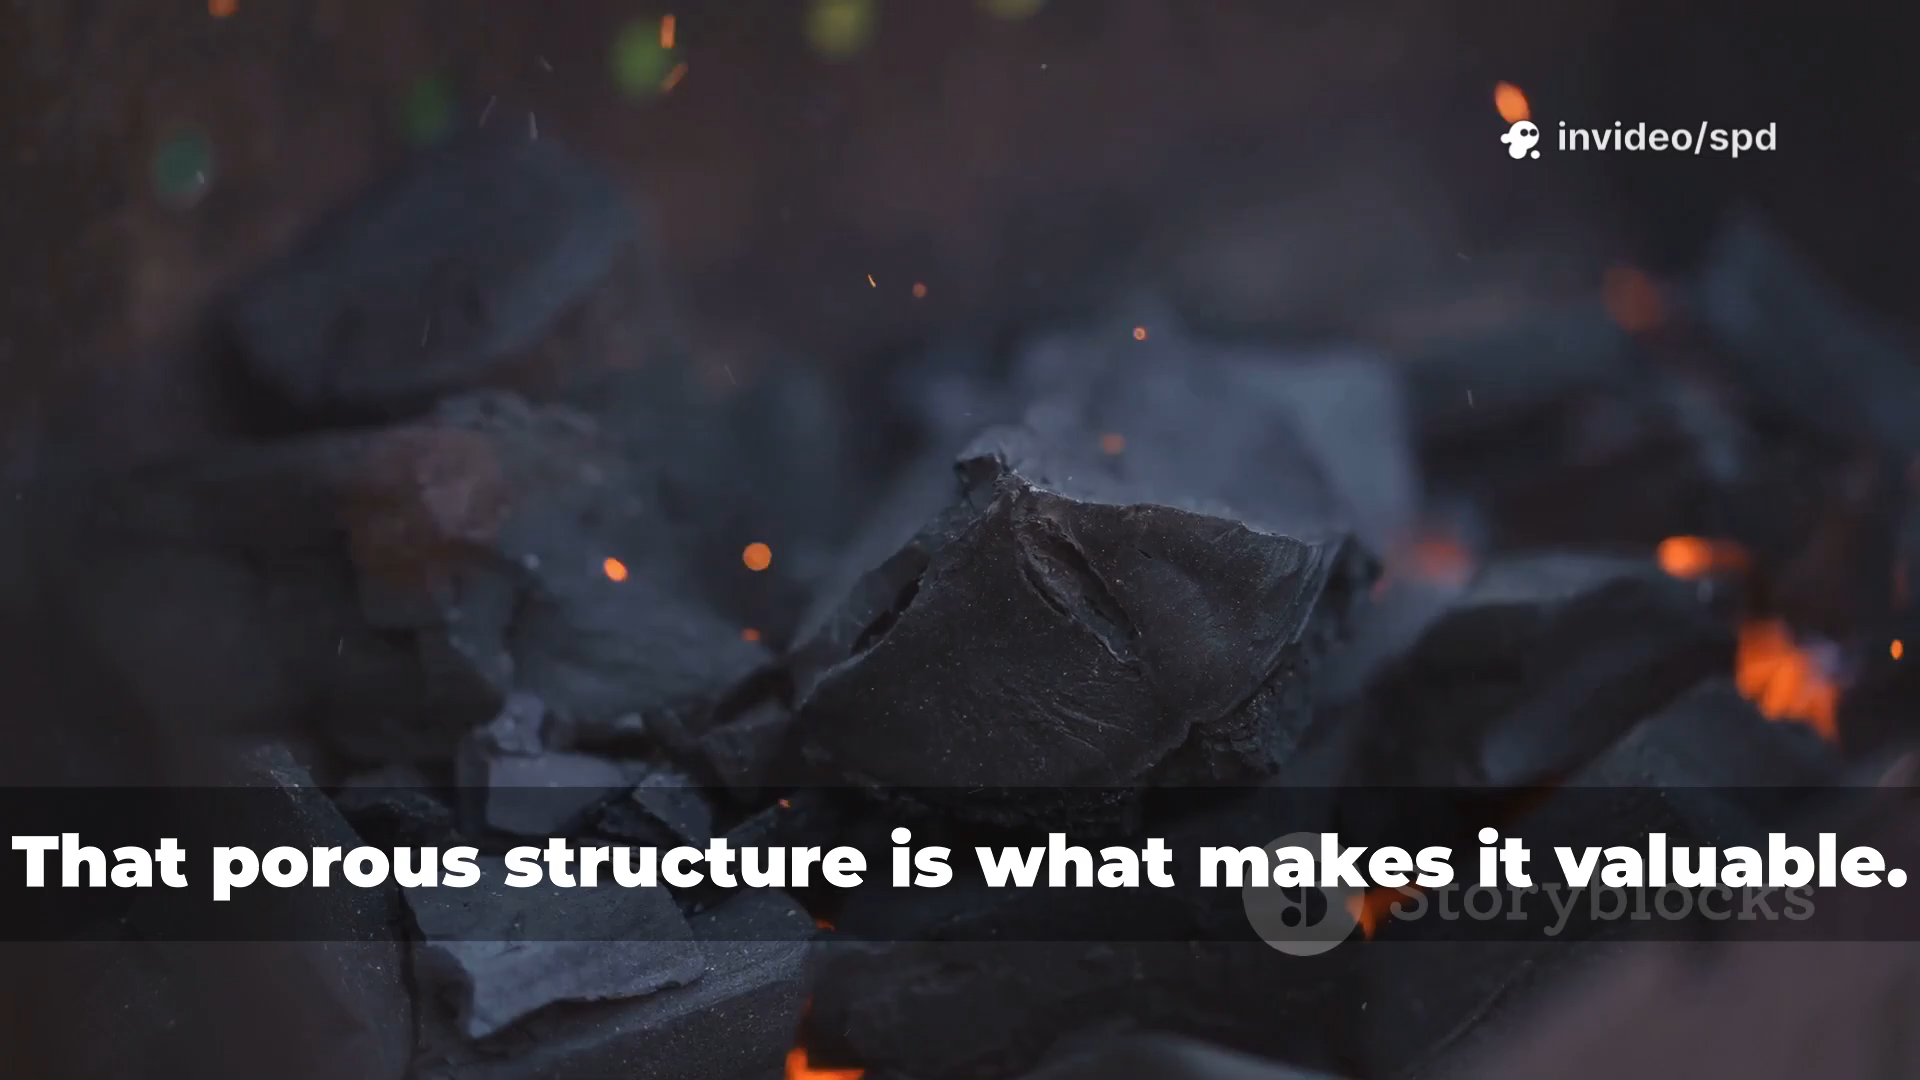 invideo/spd
That porous structure is what makes it valuable.
Storyblocks